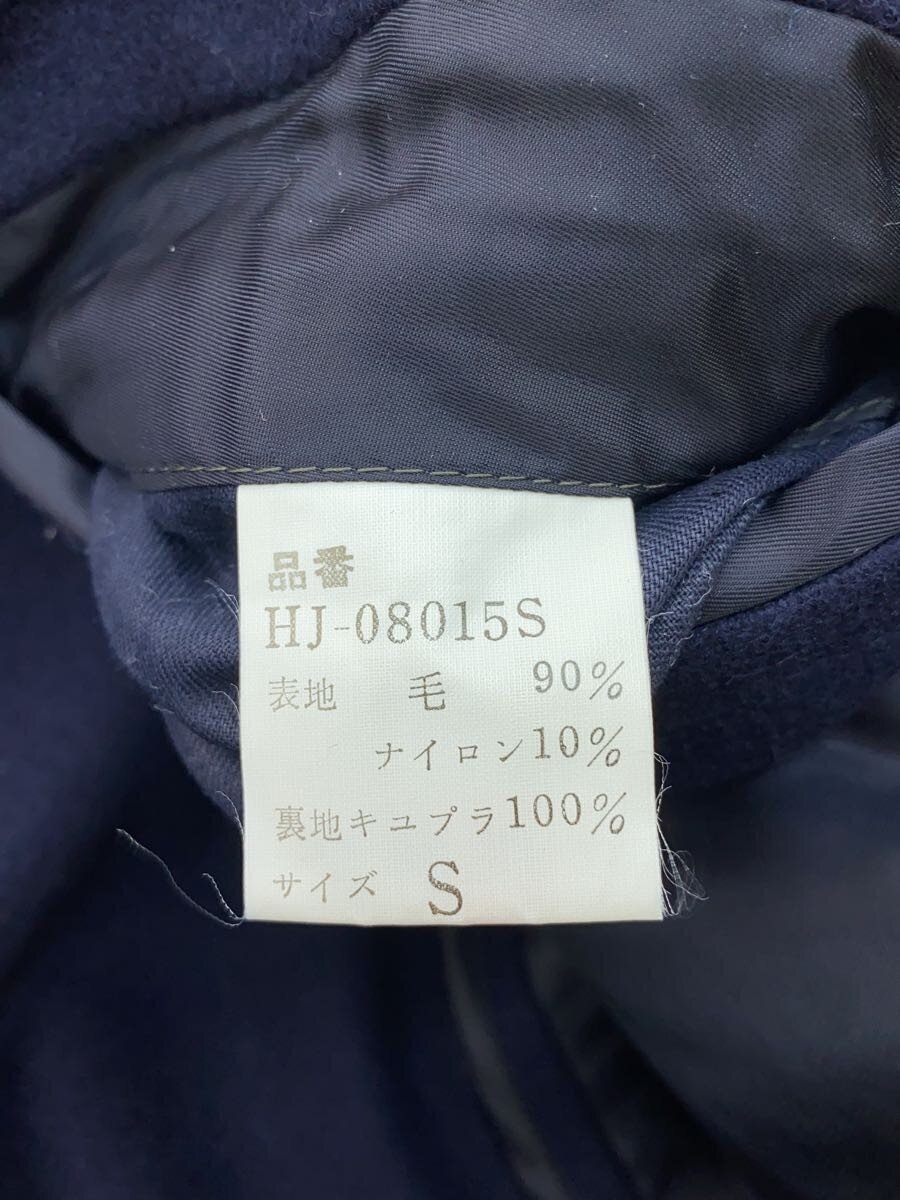 品番
HJ-08015S
表地 毛 90%
ナイロン10%
裏地キュプラ100%
サイズ S